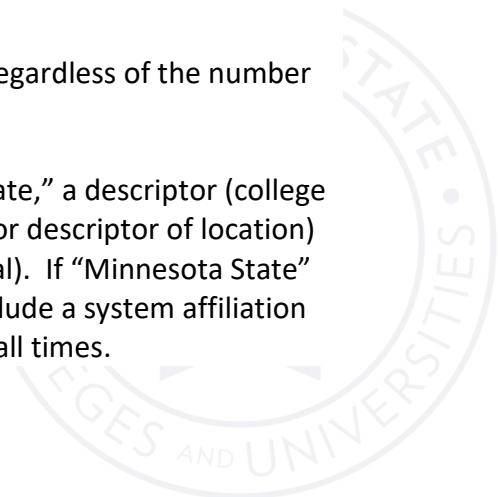 egardless of the number
ate,” a descriptor (college
or descriptor of location)
al).  If “Minnesota State”
lude a system affiliation
all times.
STATE
GES AND UNIVERSITIES